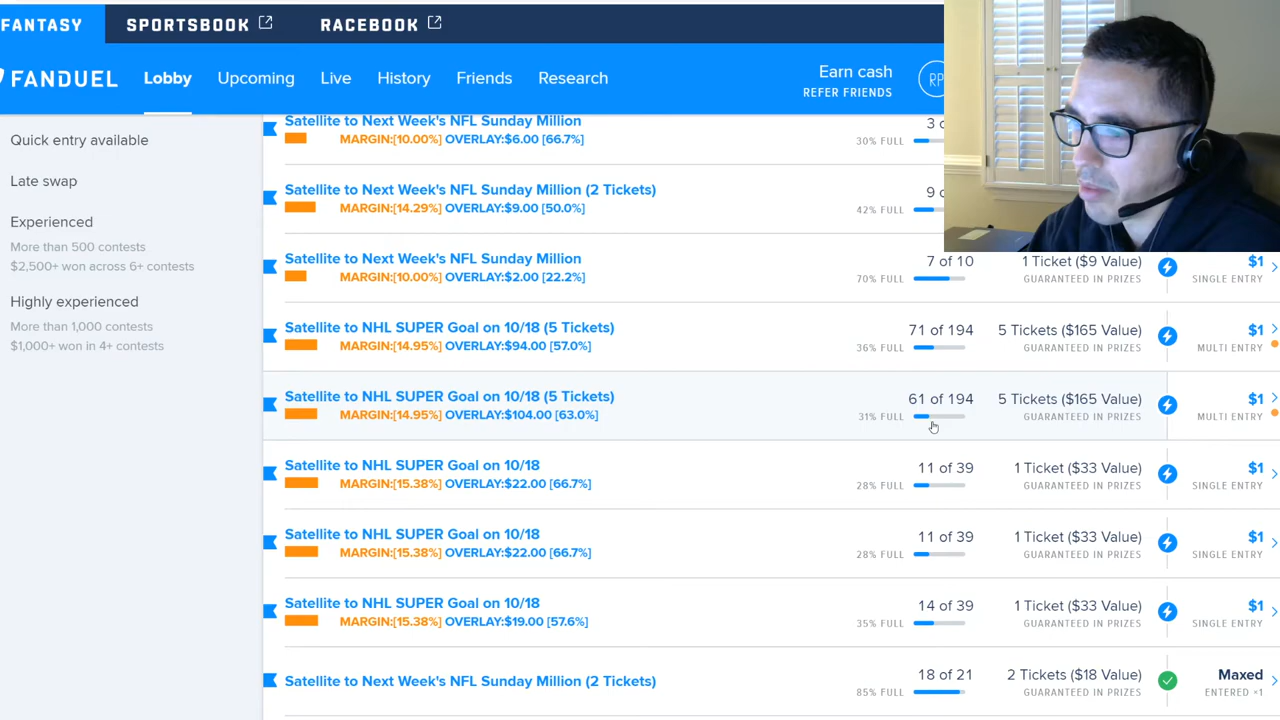 FANTASY SPORTSBOOK RACEBOOK
FANDUEL Lobby Upcoming Live History Friends Research
Earn cash
REFER FRIENDS
RP
Quick entry available
Late swap
Experienced
More than 500 contests
$2,500+ won across 6+ contests
Highly experienced
More than 1,000 contests
$1,000+ won in 4+ contests
Satellite to Next Week's NFL Sunday Million
MARGIN:[10.00%] OVERLAY:$6.00 [66.7%]
3
30% FULL
Satellite to Next Week's NFL Sunday Million (2 Tickets)
MARGIN:[14.29%] OVERLAY:$9.00 [50.0%]
9
42% FULL
Satellite to Next Week's NFL Sunday Million
MARGIN:[10.00%] OVERLAY:$2.00 [22.2%]
7 of 10 1 Ticket ($9 Value) $1
70% FULL GUARANTEED IN PRIZES SINGLE ENTRY
Satellite to NHL SUPER Goal on 10/18 (5 Tickets)
MARGIN:[14.95%] OVERLAY:$94.00 [57.0%]
71 of 194 5 Tickets ($165 Value) $1
36% FULL GUARANTEED IN PRIZES MULTI ENTRY
Satellite to NHL SUPER Goal on 10/18 (5 Tickets)
MARGIN:[14.95%] OVERLAY:$104.00 [63.0%]
61 of 194 5 Tickets ($165 Value) $1
31% FULL GUARANTEED IN PRIZES MULTI ENTRY
Satellite to NHL SUPER Goal on 10/18
MARGIN:[15.38%] OVERLAY:$22.00 [66.7%]
11 of 39 1 Ticket ($33 Value) $1
28% FULL GUARANTEED IN PRIZES SINGLE ENTRY
Satellite to NHL SUPER Goal on 10/18
MARGIN:[15.38%] OVERLAY:$22.00 [66.7%]
11 of 39 1 Ticket ($33 Value) $1
28% FULL GUARANTEED IN PRIZES SINGLE ENTRY
Satellite to NHL SUPER Goal on 10/18
MARGIN:[15.38%] OVERLAY:$19.00 [57.6%]
14 of 39 1 Ticket ($33 Value) $1
35% FULL GUARANTEED IN PRIZES SINGLE ENTRY
Satellite to Next Week's NFL Sunday Million (2 Tickets)
18 of 21 2 Tickets ($18 Value) Maxed
85% FULL GUARANTEED IN PRIZES ENTERED ×1